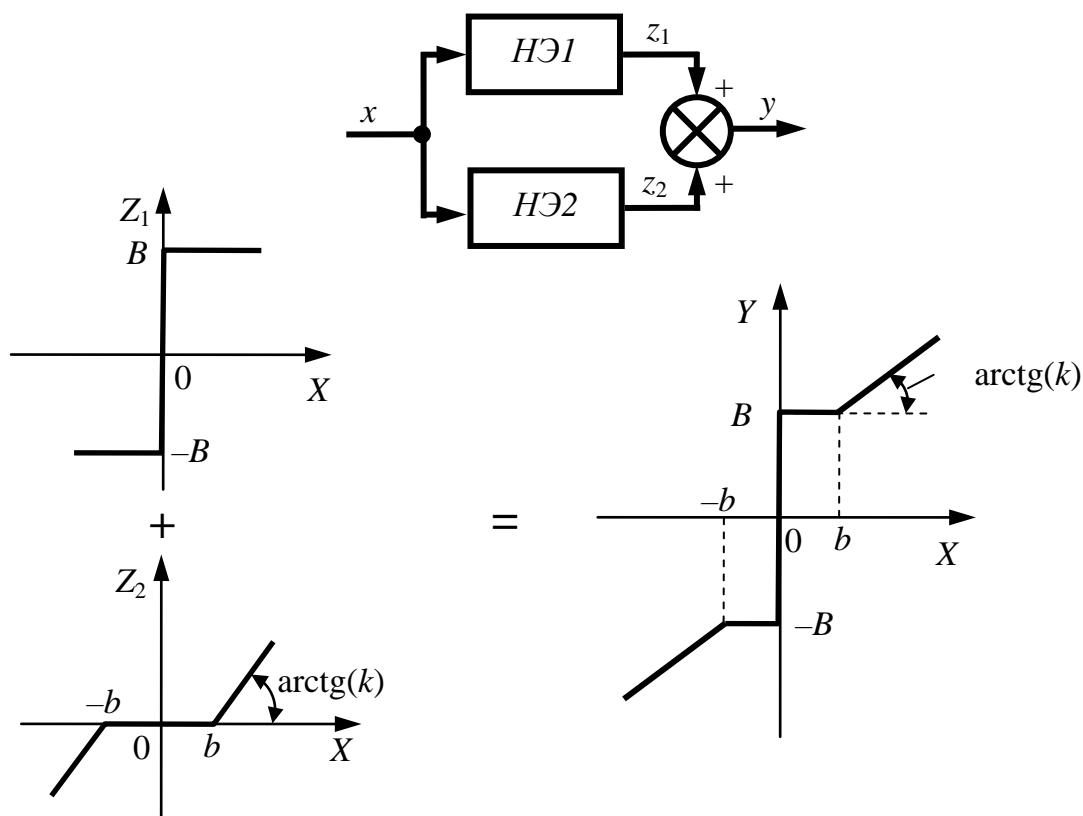 НЭ1
z1
+
x
y
НЭ2
z2
+
Z1
B
0
X
–B
+
Z2
–b
arctg(k)
0
b
X
=
Y
arctg(k)
B
–b
0
b
X
–B